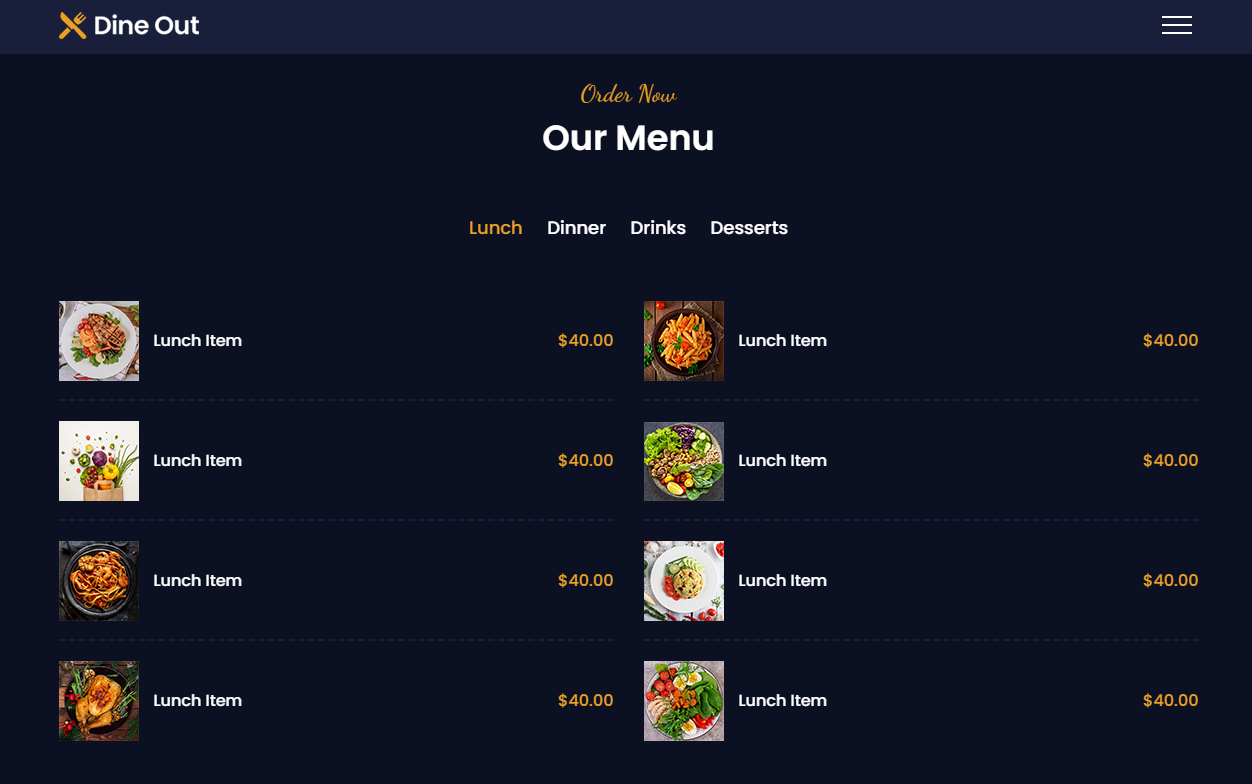 Dine Out
Order Now
Our Menu
Lunch Dinner Drinks Desserts
Lunch Item $40.00 Lunch Item $40.00
Lunch Item $40.00 Lunch Item $40.00
Lunch Item $40.00 Lunch Item $40.00
Lunch Item $40.00 Lunch Item $40.00